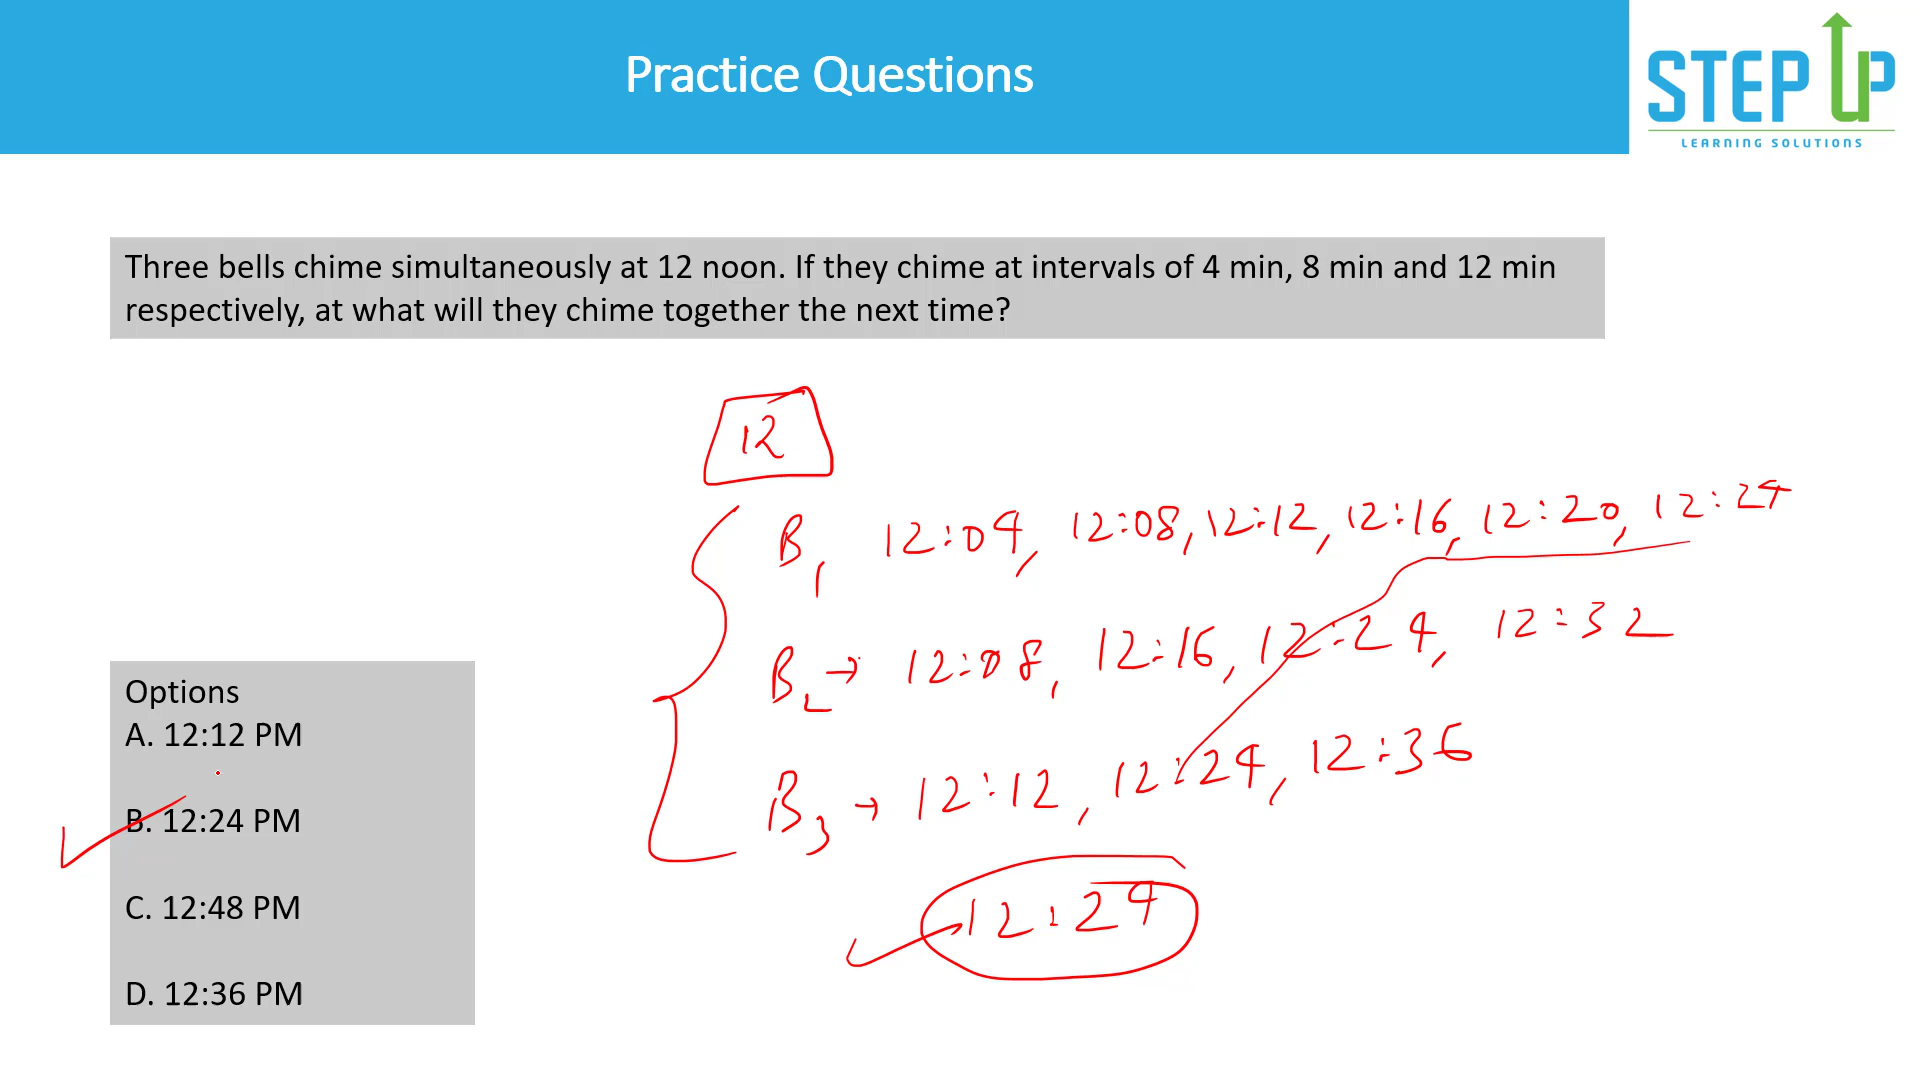 Practice Questions
STEP UP
LEARNING SOLUTIONS
Three bells chime simultaneously at 12 noon. If they chime at intervals of 4 min, 8 min and 12 min
respectively, at what will they chime together the next time?
12
B1 12:04, 12:08, 12:12, 12:16, 12:20, 12:24
B2 → 12:08, 12:16, 12:24, 12:32
B3 → 12:12, 12:24, 12:36
12:24
Options
A. 12:12 PM
B. 12:24 PM
C. 12:48 PM
D. 12:36 PM